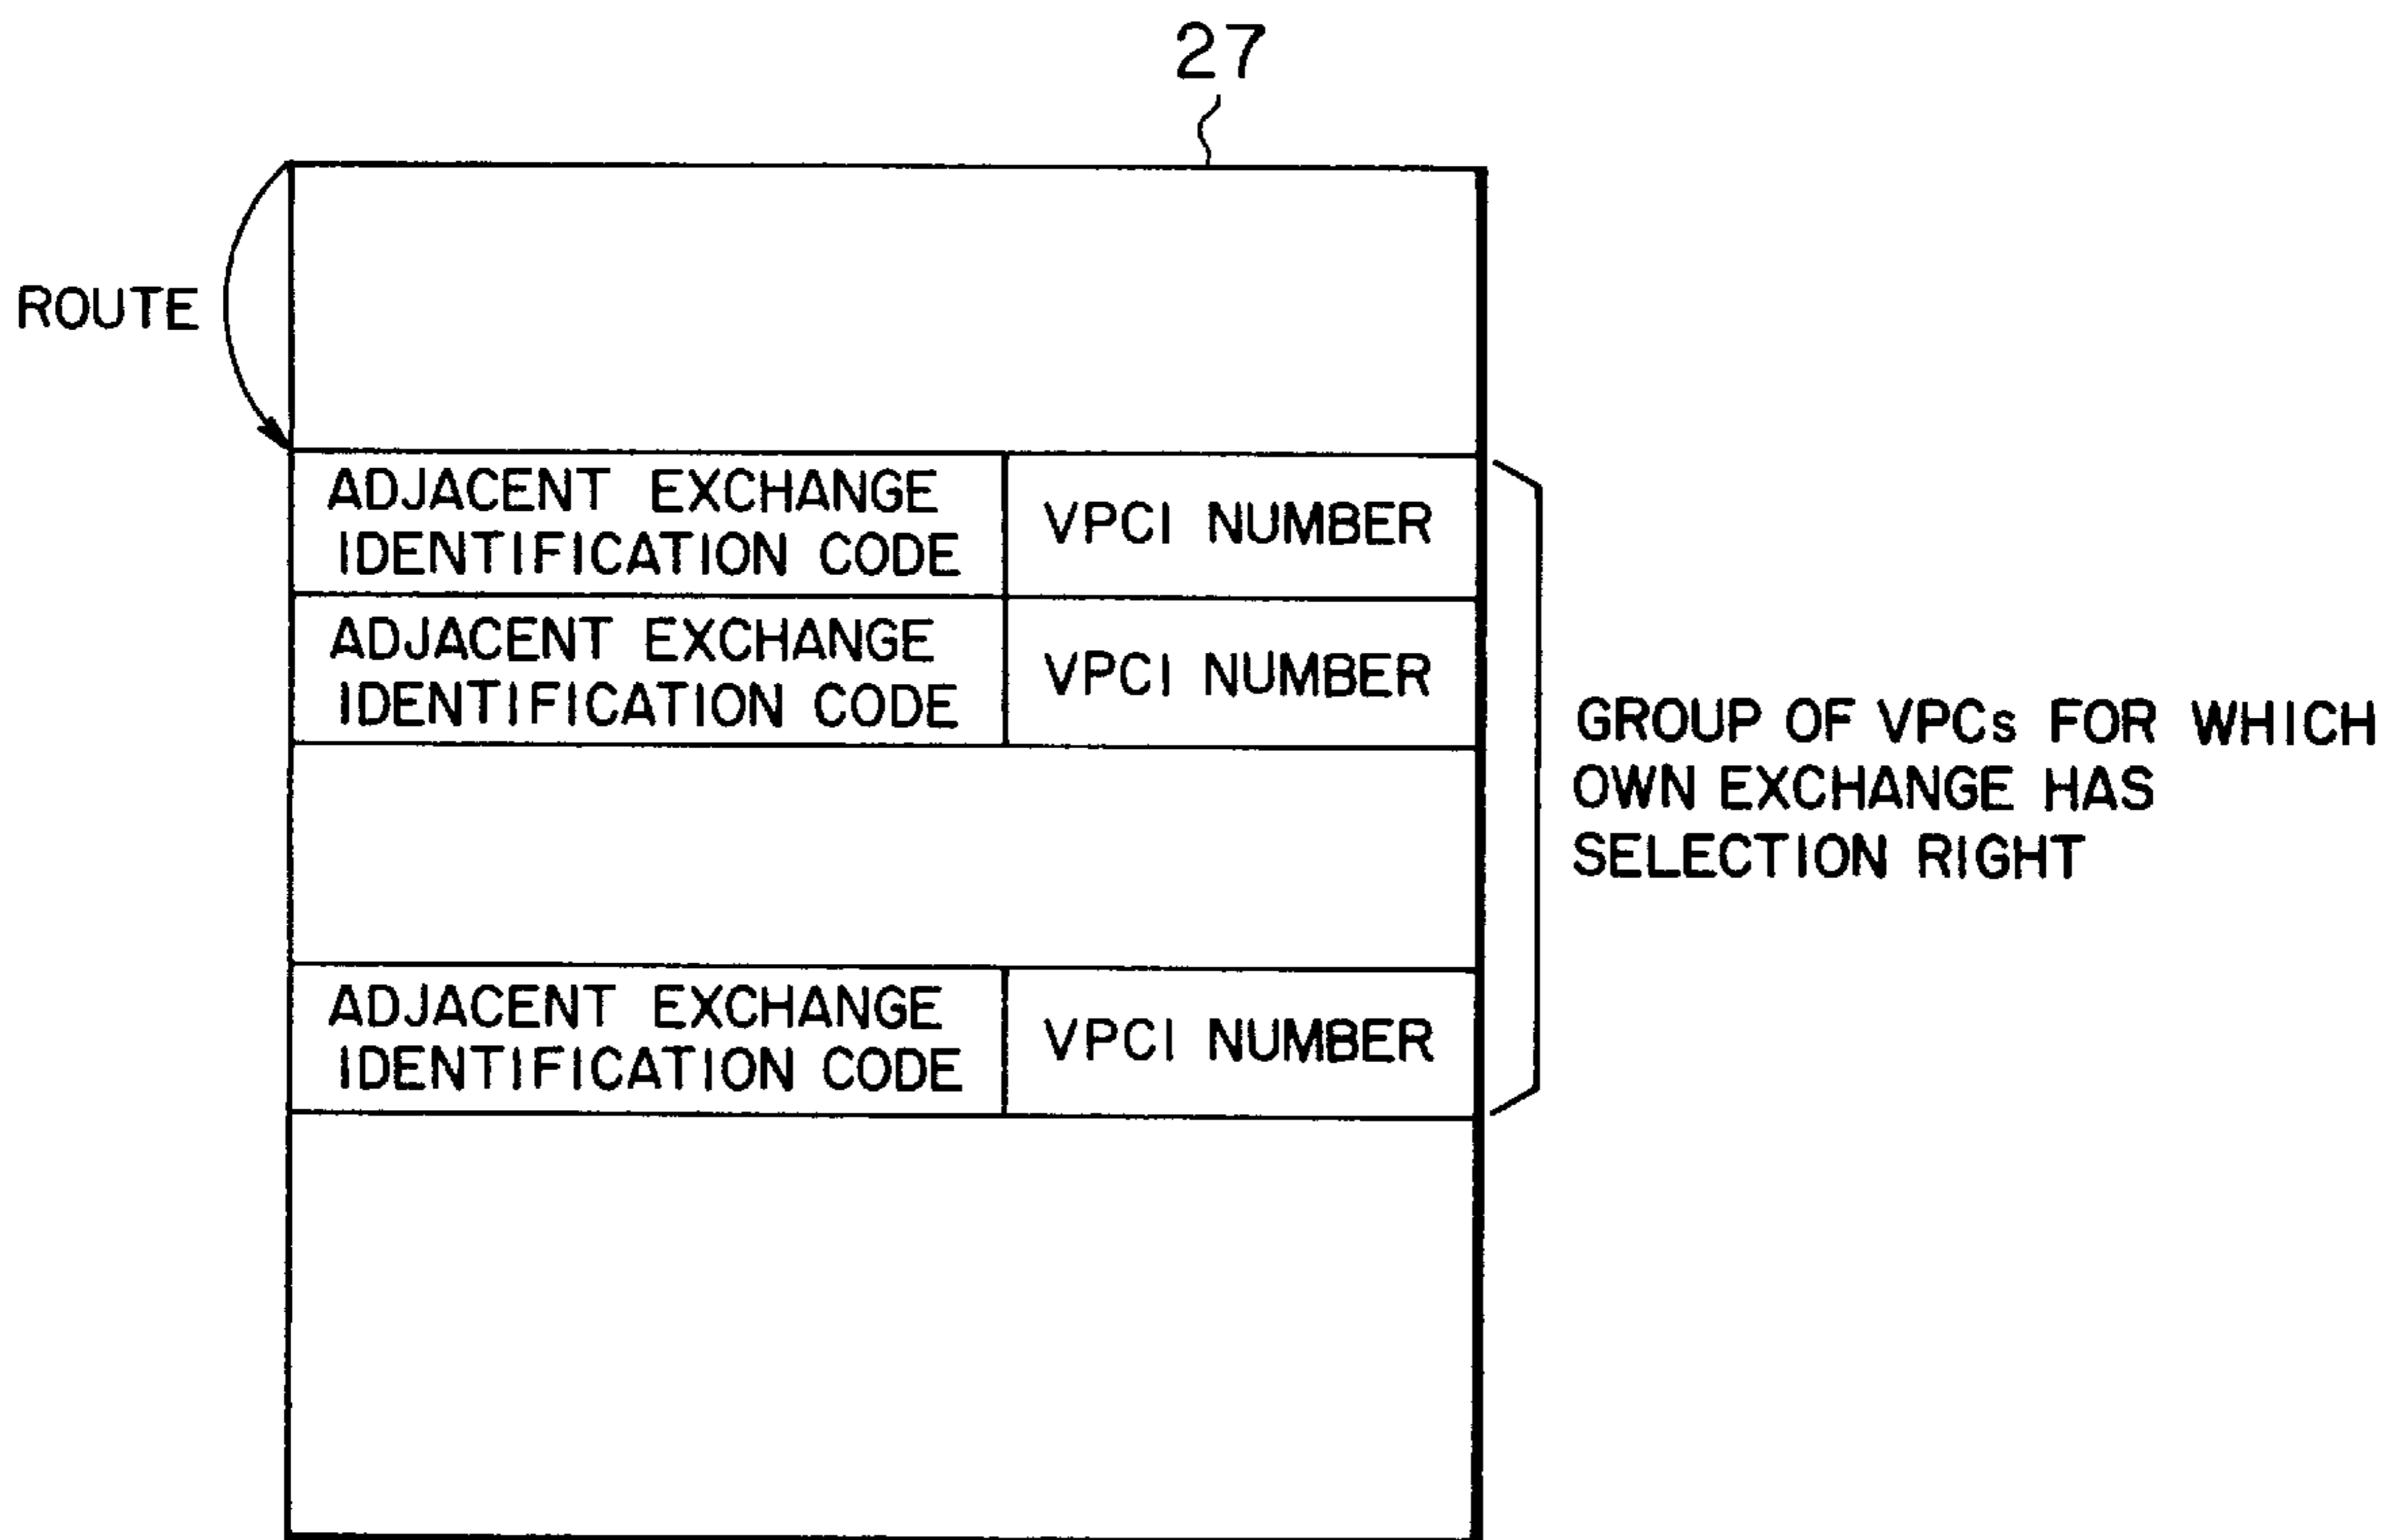 27
ROUTE
ADJACENT EXCHANGE
IDENTIFICATION CODE
VPCI NUMBER
ADJACENT EXCHANGE
IDENTIFICATION CODE
VPCI NUMBER
GROUP OF VPCs FOR WHICH
OWN EXCHANGE HAS
SELECTION RIGHT
ADJACENT EXCHANGE
IDENTIFICATION CODE
VPCI NUMBER